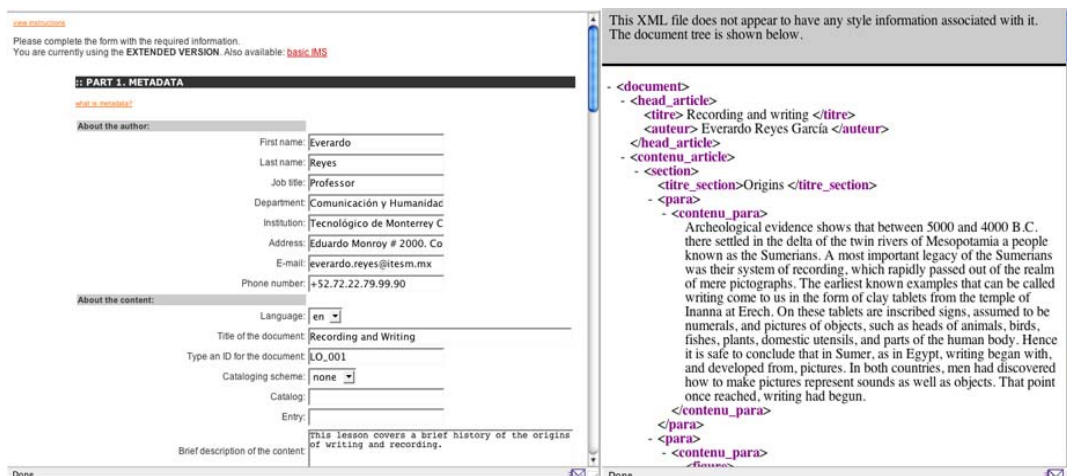 view instructions
Please complete the form with the required information.
You are currently using the EXTENDED VERSION. Also available: basic IMS
:: PART 1. METADATA
what is metadata?
About the author:
First name: Everardo
Last name: Reyes
Job title: Professor
Department: Comunicación y Humanidad
Institution: Tecnológico de Monterrey C
Address: Eduardo Monroy # 2000. Co
E-mail: everardo.reyes@itesm.mx
Phone number: +52.72.22.79.99.90
About the content:
Language: en
Title of the document: Recording and Writing
Type an ID for the document: LO_001
Cataloging scheme: none
Catalog:
Entry:
Brief description of the content: This lesson covers a brief history of the origins
of writing and recording.
Done
This XML file does not appear to have any style information associated with it.
The document tree is shown below.
- <document>
- <head_article>
<titre> Recording and writing </titre>
<auteur> Everardo Reyes García </auteur>
</head_article>
- <contenu_article>
- <section>
<titre_section>Origins </titre_section>
- <para>
- <contenu_para>
Archeological evidence shows that between 5000 and 4000 B.C.
there settled in the delta of the twin rivers of Mesopotamia a people
known as the Sumerians. A most important legacy of the Sumerians
was their system of recording, which rapidly passed out of the realm
of mere pictographs. The earliest known examples that can be called
writing come to us in the form of clay tablets from the temple of
Inanna at Erech. On these tablets are inscribed signs, assumed to be
numerals, and pictures of objects, such as heads of animals, birds,
fishes, plants, domestic utensils, and parts of the human body. Hence
it is safe to conclude that in Sumer, as in Egypt, writing began with,
and developed from, pictures. In both countries, men had discovered
how to make pictures represent sounds as well as objects. That point
once reached, writing had begun.
</contenu_para>
</para>
- <para>
- <contenu_para>
- <figure>
Done